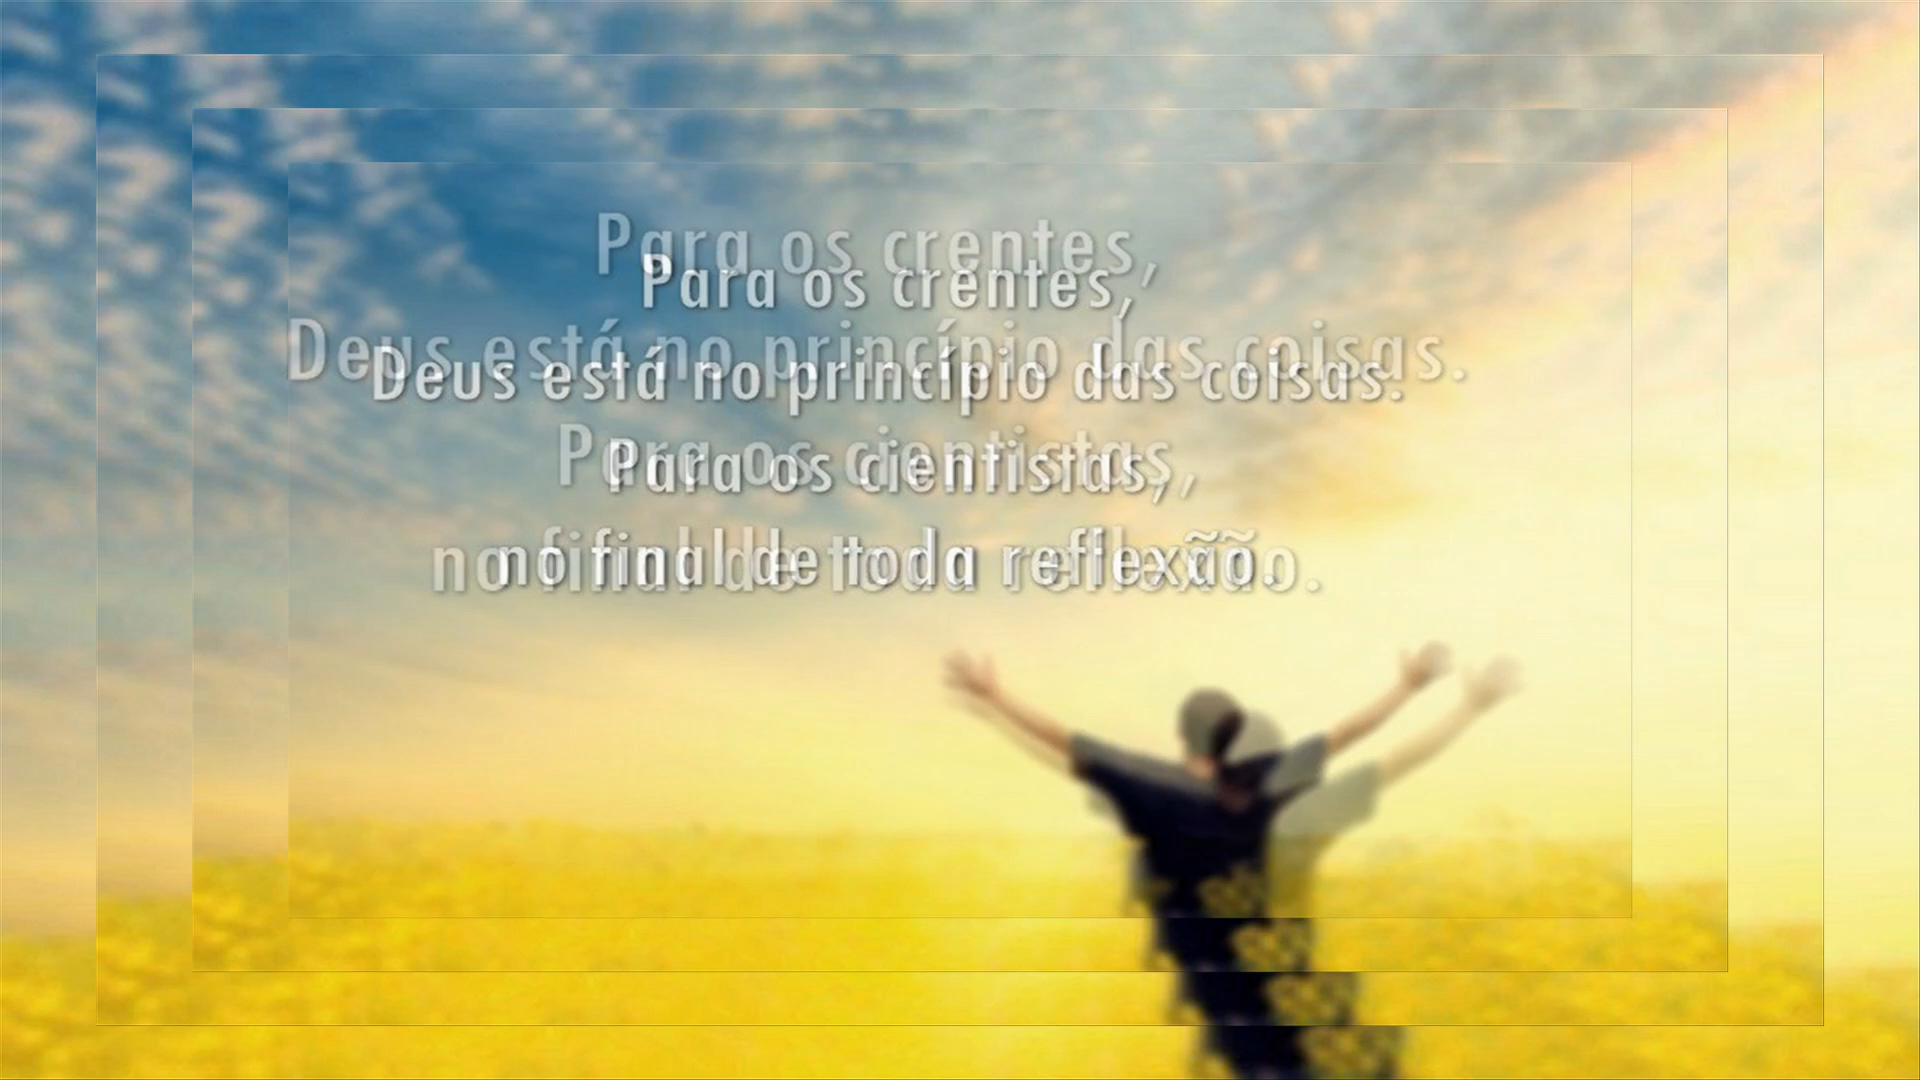 Para os crentes,
Deus está no princípio das coisas.
Para os cientistas,
no final de toda reflexão.